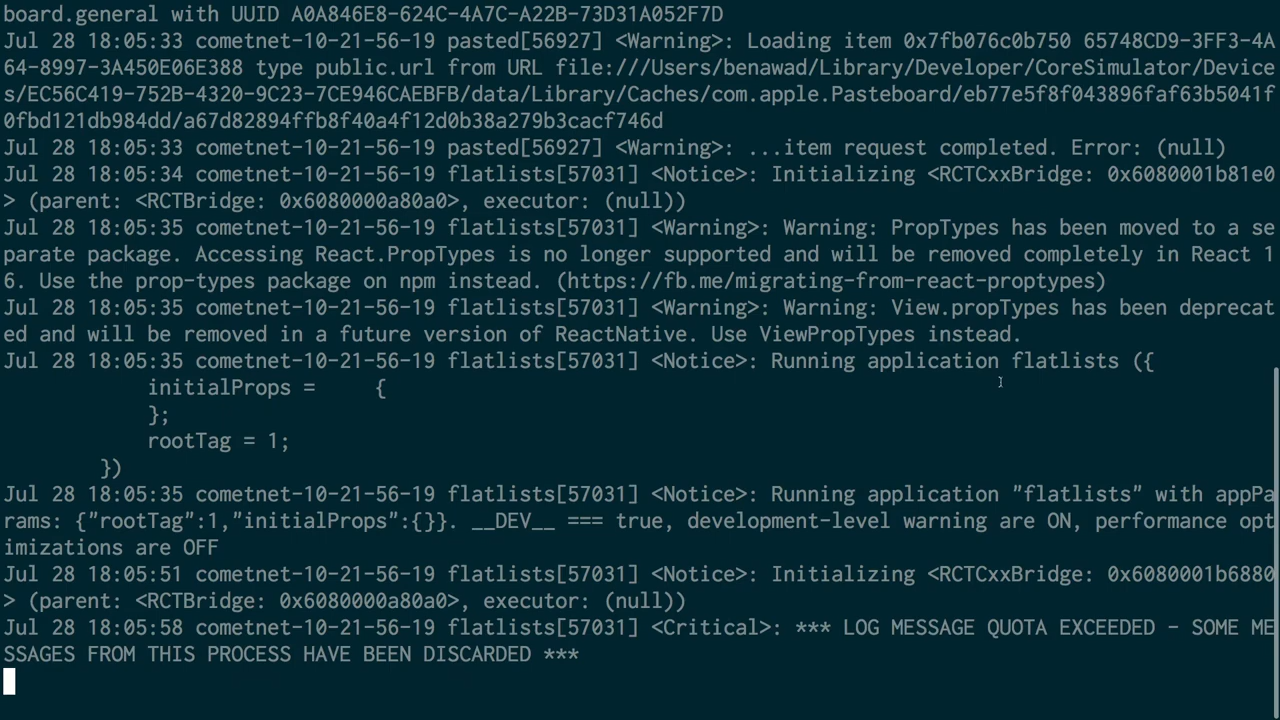 board.general with UUID A0A846E8-624C-4A7C-A22B-73D31A052F7D
Jul 28 18:05:33 cometnet-10-21-56-19 pasted[56927] <Warning>: Loading item 0x7fb076c0b750 65748CD9-3FF3-4A
64-8997-3A450E06E388 type public.url from URL file:///Users/benawad/Library/Developer/CoreSimulator/Device
s/EC56C419-752B-4320-9C23-7CE946CAEBFB/data/Library/Caches/com.apple.Pasteboard/eb77e5f8f043896faf63b5041f
0fbd121db984dd/a67d82894ffb8f40a4f12d0b38a279b3cacf746d
Jul 28 18:05:33 cometnet-10-21-56-19 pasted[56927] <Warning>: ...item request completed. Error: (null)
Jul 28 18:05:34 cometnet-10-21-56-19 flatlists[57031] <Notice>: Initializing <RCTCxxBridge: 0x6080001b81e0
> (parent: <RCTBridge: 0x6080000a80a0>, executor: (null))
Jul 28 18:05:35 cometnet-10-21-56-19 flatlists[57031] <Warning>: Warning: PropTypes has been moved to a se
parate package. Accessing React.PropTypes is no longer supported and will be removed completely in React 1
6. Use the prop-types package on npm instead. (https://fb.me/migrating-from-react-proptypes)
Jul 28 18:05:35 cometnet-10-21-56-19 flatlists[57031] <Warning>: Warning: View.propTypes has been deprecat
ed and will be removed in a future version of ReactNative. Use ViewPropTypes instead.
Jul 28 18:05:35 cometnet-10-21-56-19 flatlists[57031] <Notice>: Running application flatlists ({
            initialProps =     {
            };
            rootTag = 1;
        })
Jul 28 18:05:35 cometnet-10-21-56-19 flatlists[57031] <Notice>: Running application "flatlists" with appPa
rams: {"rootTag":1,"initialProps":{}}. __DEV__ === true, development-level warning are ON, performance opt
imizations are OFF
Jul 28 18:05:51 cometnet-10-21-56-19 flatlists[57031] <Notice>: Initializing <RCTCxxBridge: 0x6080001b6880
> (parent: <RCTBridge: 0x6080000a80a0>, executor: (null))
Jul 28 18:05:58 cometnet-10-21-56-19 flatlists[57031] <Critical>: *** LOG MESSAGE QUOTA EXCEEDED - SOME ME
SSAGES FROM THIS PROCESS HAVE BEEN DISCARDED ***